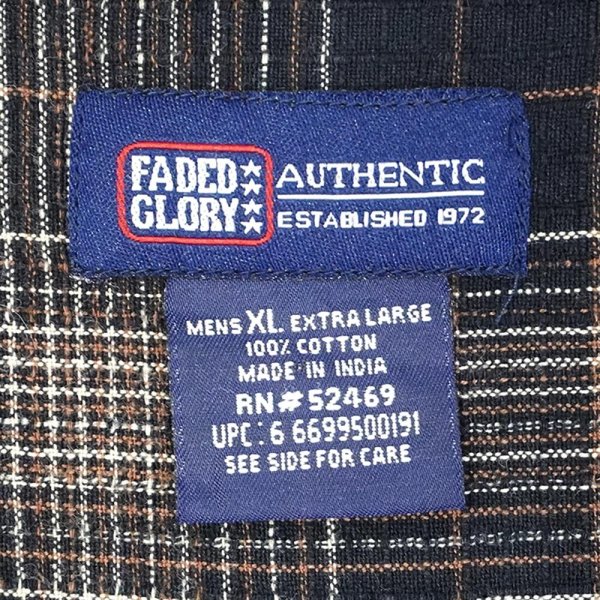 FADED
GLORY
AUTHENTIC
ESTABLISHED 1972
MENS XL EXTRA LARGE
100% COTTON
MADE IN INDIA
RN# 52469
UPC: 6 6699500191
SEE SIDE FOR CARE